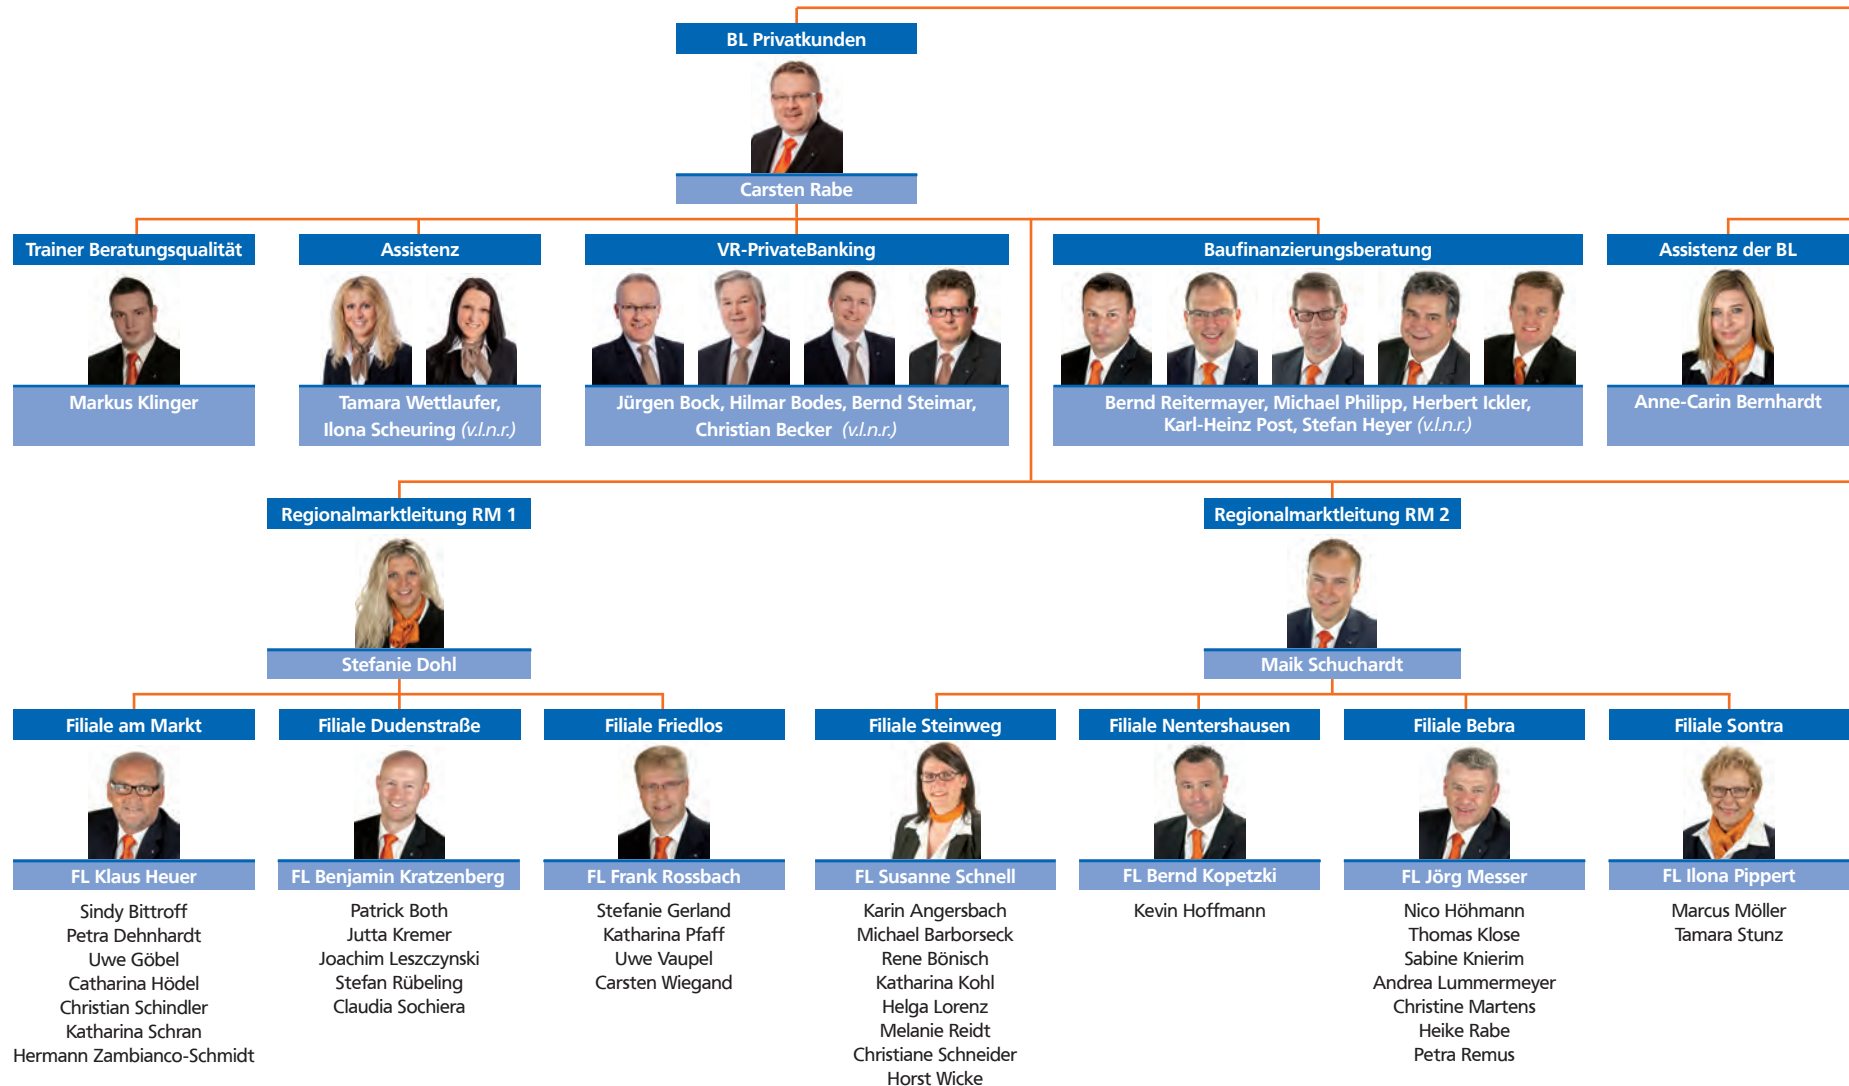 BL Privatkunden
Carsten Rabe
Trainer Beratungsqualität
Markus Klinger
Assistenz
Tamara Wettlaufer,
Ilona Scheuring (v.l.n.r.)
VR-PrivateBanking
Jürgen Bock, Hilmar Bodes, Bernd Steimar,
Christian Becker (v.l.n.r.)
Baufinanzierungsberatung
Bernd Reitermayer, Michael Philipp, Herbert Ickler,
Karl-Heinz Post, Stefan Heyer (v.l.n.r.)
Assistenz der BL
Anne-Carin Bernhardt
Regionalmarktleitung RM 1
Stefanie Dohl
Regionalmarktleitung RM 2
Maik Schuchardt
Filiale am Markt
FL Klaus Heuer
Sindy Bittroff
Petra Dehnhardt
Uwe Göbel
Catharina Hödel
Christian Schindler
Katharina Schran
Hermann Zambianco-Schmidt
Filiale Dudenstraße
FL Benjamin Kratzenberg
Patrick Both
Jutta Kremer
Joachim Leszczynski
Stefan Rübeling
Claudia Sochiera
Filiale Friedlos
FL Frank Rossbach
Stefanie Gerland
Katharina Pfaff
Uwe Vaupel
Carsten Wiegand
Filiale Steinweg
FL Susanne Schnell
Karin Angersbach
Michael Barborseck
Rene Bönisch
Katharina Kohl
Helga Lorenz
Melanie Reidt
Christiane Schneider
Horst Wicke
Filiale Nentershausen
FL Bernd Kopetzki
Kevin Hoffmann
Filiale Bebra
FL Jörg Messer
Nico Höhmann
Thomas Klose
Sabine Knierim
Andrea Lummermeyer
Christine Martens
Heike Rabe
Petra Remus
Filiale Sontra
FL Ilona Pippert
Marcus Möller
Tamara Stunz